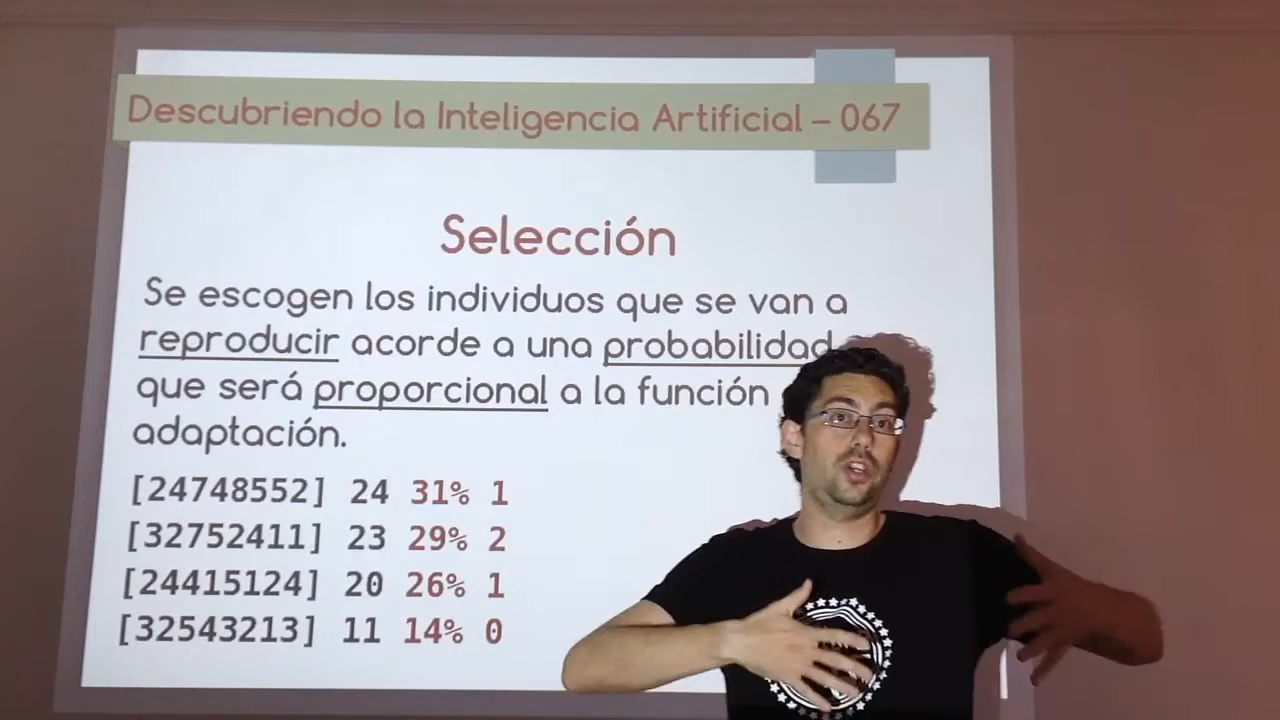 Descubriendo la Inteligencia Artificial – 067
Selección
Se escogen los individuos que se van a
reproducir acorde a una probabilidad
que será proporcional a la función
adaptación.
[24748552] 24 31% 1
[32752411] 23 29% 2
[24415124] 20 26% 1
[32543213] 11 14% 0